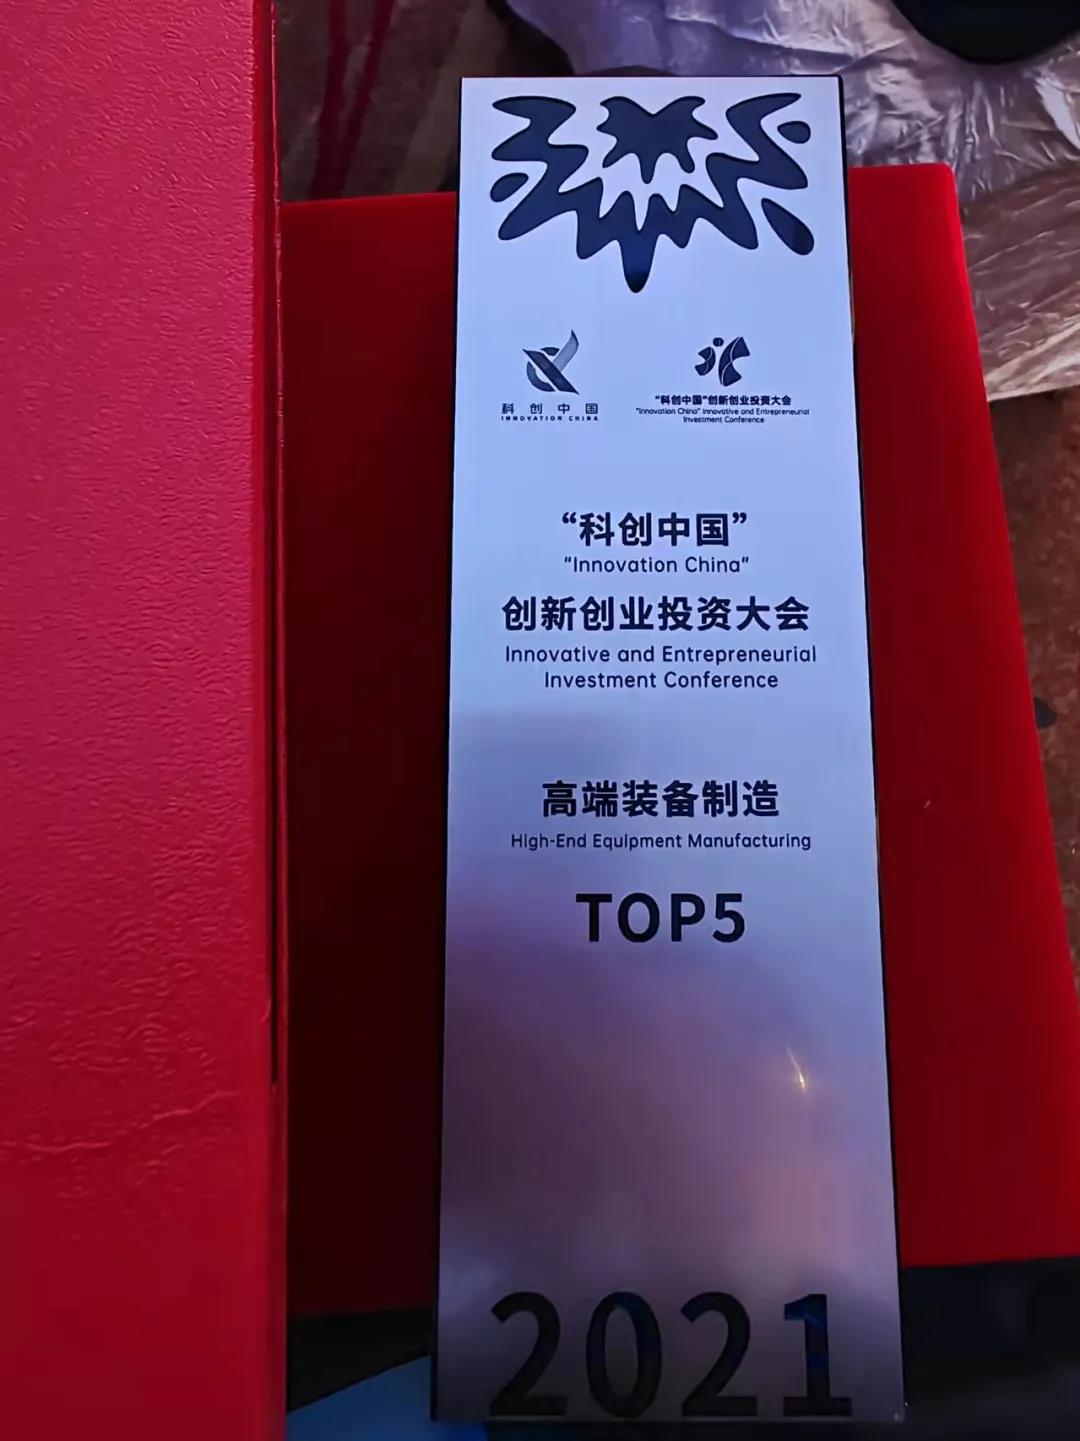 科创中国
INNOVATION CHINA
“科创中国”创新创业投资大会
"Innovation China" Innovative and Entrepreneurial
Investment Conference
“科创中国”
"Innovation China"
创新创业投资大会
Innovative and Entrepreneurial
Investment Conference
高端装备制造
High-End Equipment Manufacturing
TOP5
2021